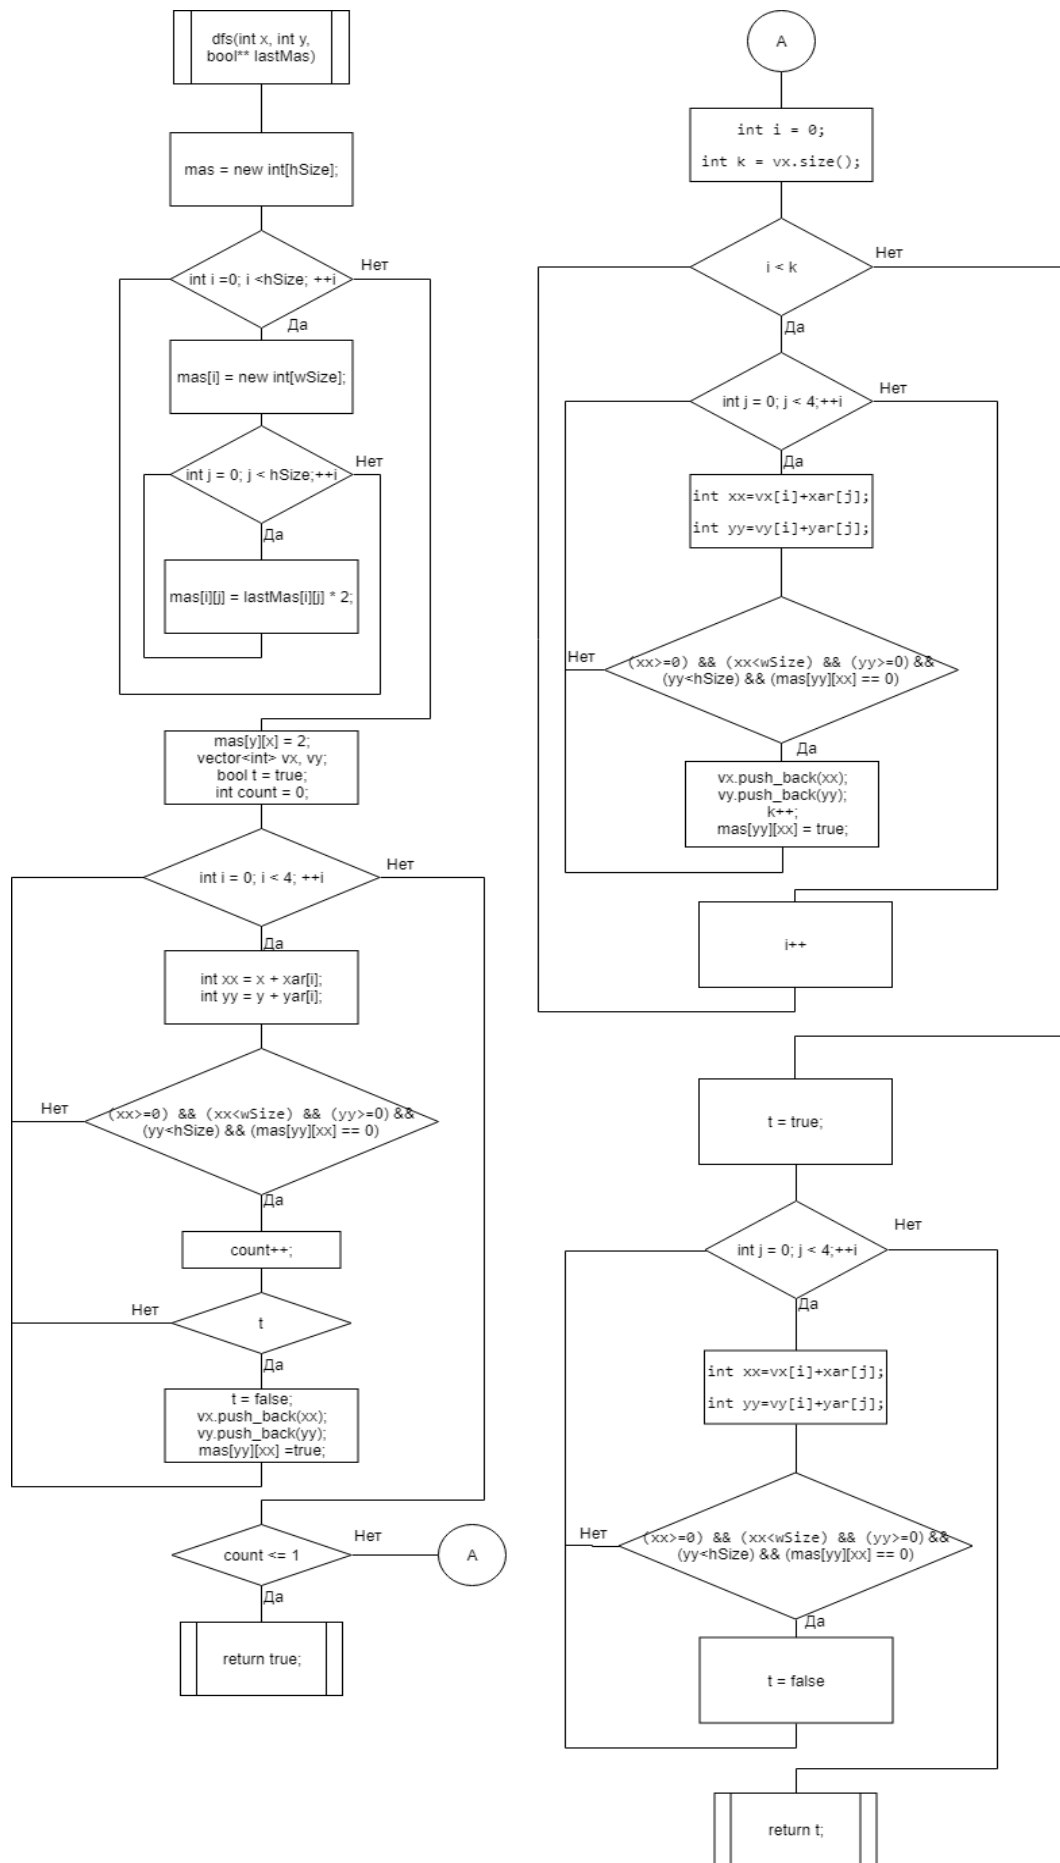 dfs(int x, int y,
bool** lastMas)
mas = new int[hSize];
int i =0; i <hSize; ++i
Нет
Да
mas[i] = new int[wSize];
int j = 0; j < hSize;++i
Нет
Да
mas[i][j] = lastMas[i][j] * 2;
mas[y][x] = 2;
vector<int> vx, vy;
bool t = true;
int count = 0;
int i = 0; i < 4; ++i
Нет
Да
int xx = x + xar[i];
int yy = y + yar[i];
(xx>=0) && (xx<wSize) && (yy>=0) &&
(yy<hSize) && (mas[yy][xx] == 0)
Нет
Да
count++;
t
Нет
Да
t = false;
vx.push_back(xx);
vy.push_back(yy);
mas[yy][xx] =true;
count <= 1
Нет
A
Да
return true;
A
int i = 0;
int k = vx.size();
i < k
Нет
Да
int j = 0; j < 4;++i
Нет
Да
int xx=vx[i]+xar[j];
int yy=vy[i]+yar[j];
(xx>=0) && (xx<wSize) && (yy>=0) &&
(yy<hSize) && (mas[yy][xx] == 0)
Нет
Да
vx.push_back(xx);
vy.push_back(yy);
k++;
mas[yy][xx] = true;
i++
t = true;
int j = 0; j < 4;++i
Нет
Да
int xx=vx[i]+xar[j];
int yy=vy[i]+yar[j];
(xx>=0) && (xx<wSize) && (yy>=0) &&
(yy<hSize) && (mas[yy][xx] == 0)
Нет
Да
t = false
return t;